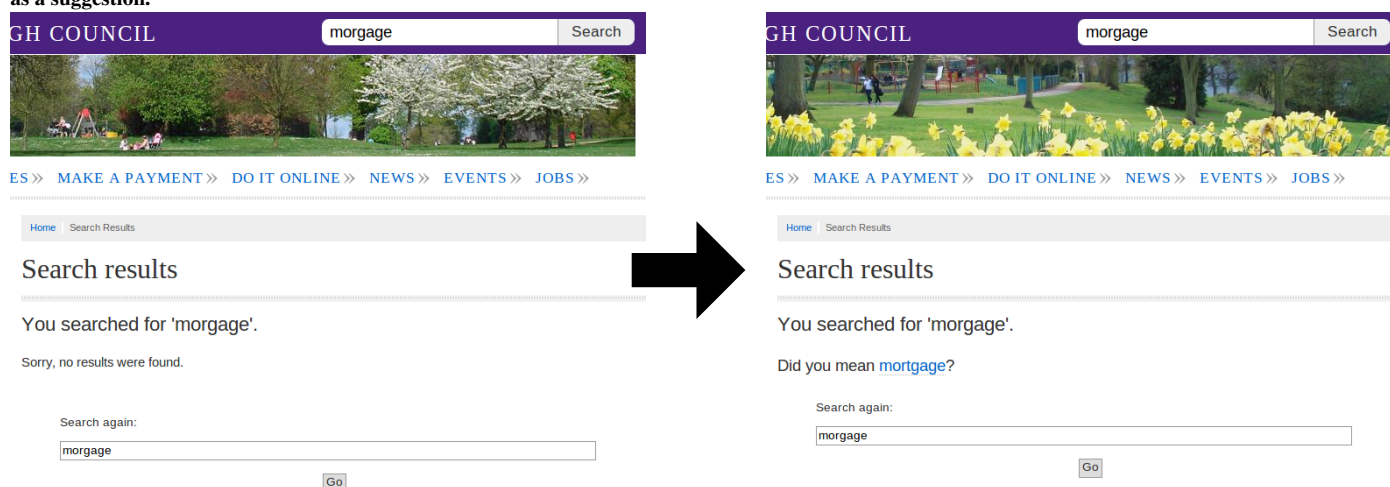 as a suggestion.
GH COUNCIL morgage Search
ES» MAKE A PAYMENT» DO IT ONLINE» NEWS» EVENTS» JOBS»
Home Search Results
Search results
You searched for 'morgage'.
Sorry, no results were found.
Search again:
morgage
Go
GH COUNCIL morgage Search
ES» MAKE A PAYMENT» DO IT ONLINE» NEWS» EVENTS» JOBS»
Home Search Results
Search results
You searched for 'morgage'.
Did you mean mortgage?
Search again:
morgage
Go